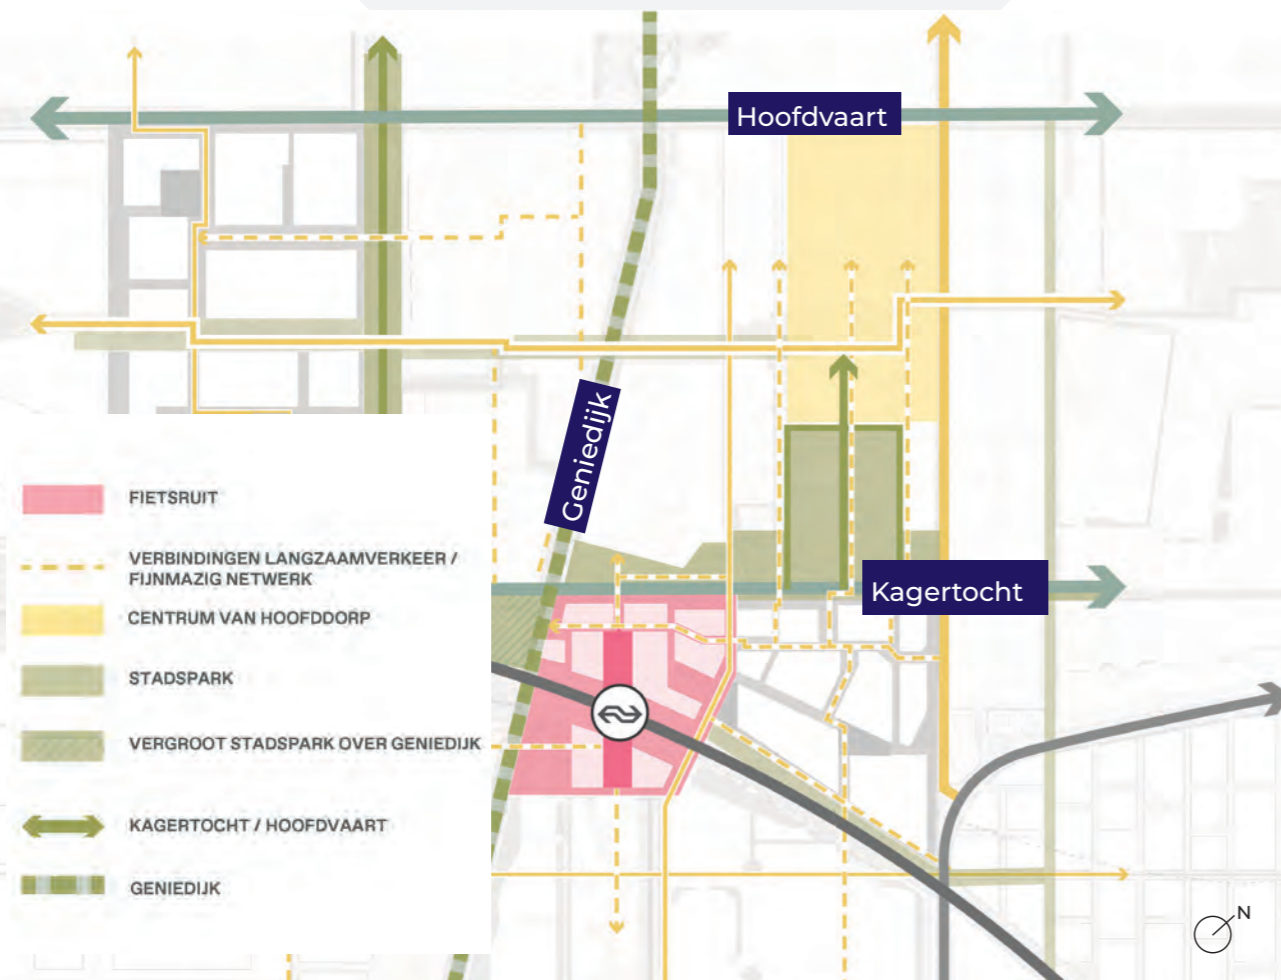 Hoofdvaart
Geniedijk
Kagertocht
FIETSRUIT
VERBINDINGEN LANGZAAMVERKEER /
FIJNMAZIG NETWERK
CENTRUM VAN HOOFDDORP
STADSPARK
VERGROOT STADSPARK OVER GENIEDIJK
KAGERTOCHT / HOOFDVAART
GENIEDIJK
N